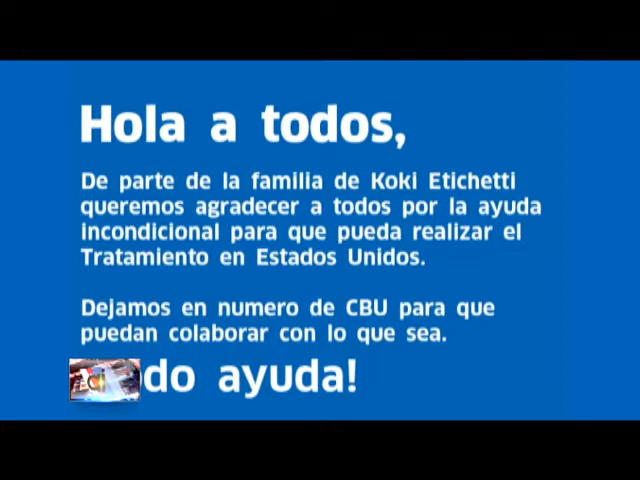 Hola a todos,
De parte de la familia de Koki Etichetti
queremos agradecer a todos por la ayuda
incondicional para que pueda realizar el
Tratamiento en Estados Unidos.
Dejamos en numero de CBU para que
puedan colaborar con lo que sea.
do ayuda!